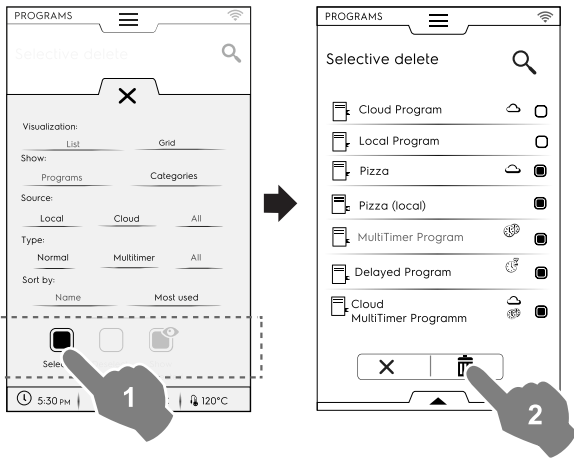 PROGRAMS
Selective delete
Visualization:
List Grid
Show:
Programs Categories
Source:
Local Cloud All
Type:
Normal Multitimer All
Sort by:
Name Most used
1
5:30 PM 120°C
PROGRAMS
Selective delete
Cloud Program
Local Program
Pizza
Pizza (local)
MultiTimer Program
Delayed Program
Cloud
MultiTimer Programm
2